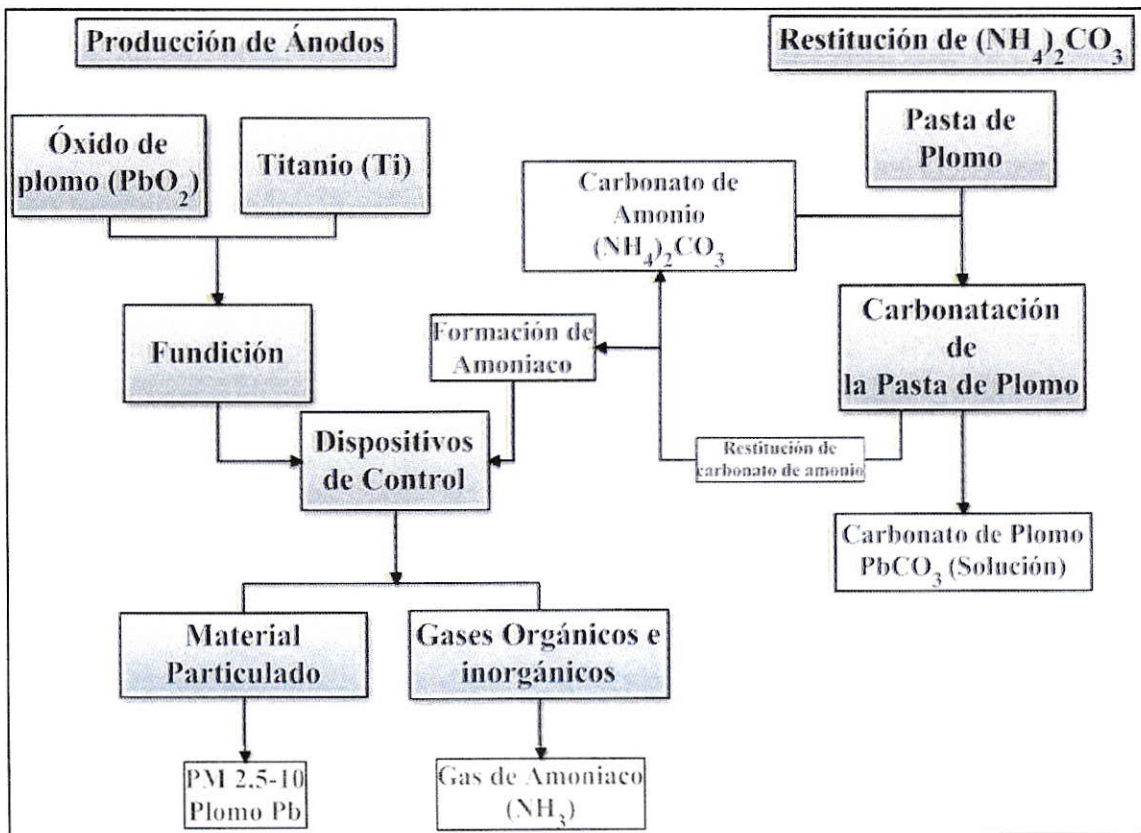 Producción de Ánodos
Restitución de (NH₄)₂CO₃
Óxido de
plomo (PbO₂)
Titanio (Ti)
Pasta de
Plomo
Carbonato de
Amonio
(NH₄)₂CO₃
Fundición
Formación de
Amoniaco
Carbonatación
de
la Pasta de Plomo
Dispositivos
de Control
Restitución de
carbonato de amonio
Carbonato de Plomo
PbCO₃ (Solución)
Material
Particulado
Gases Orgánicos e
inorgánicos
PM 2.5-10
Plomo Pb
Gas de Amoniaco
(NH₃)